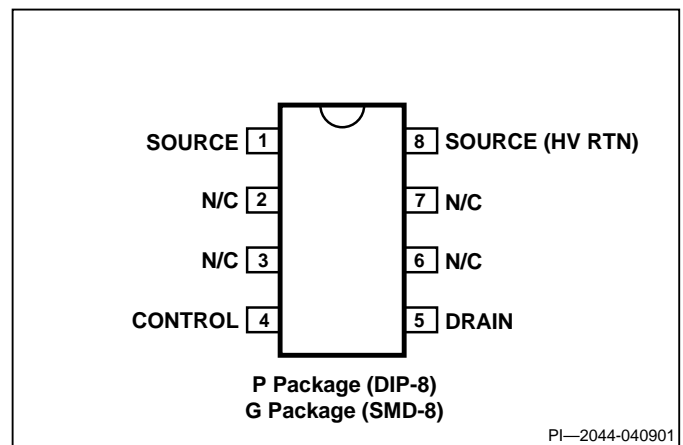 SOURCE 1
8 SOURCE (HV RTN)
N/C 2
7 N/C
N/C 3
6 N/C
CONTROL 4
5 DRAIN
P Package (DIP-8)
G Package (SMD-8)
PI—2044-040901